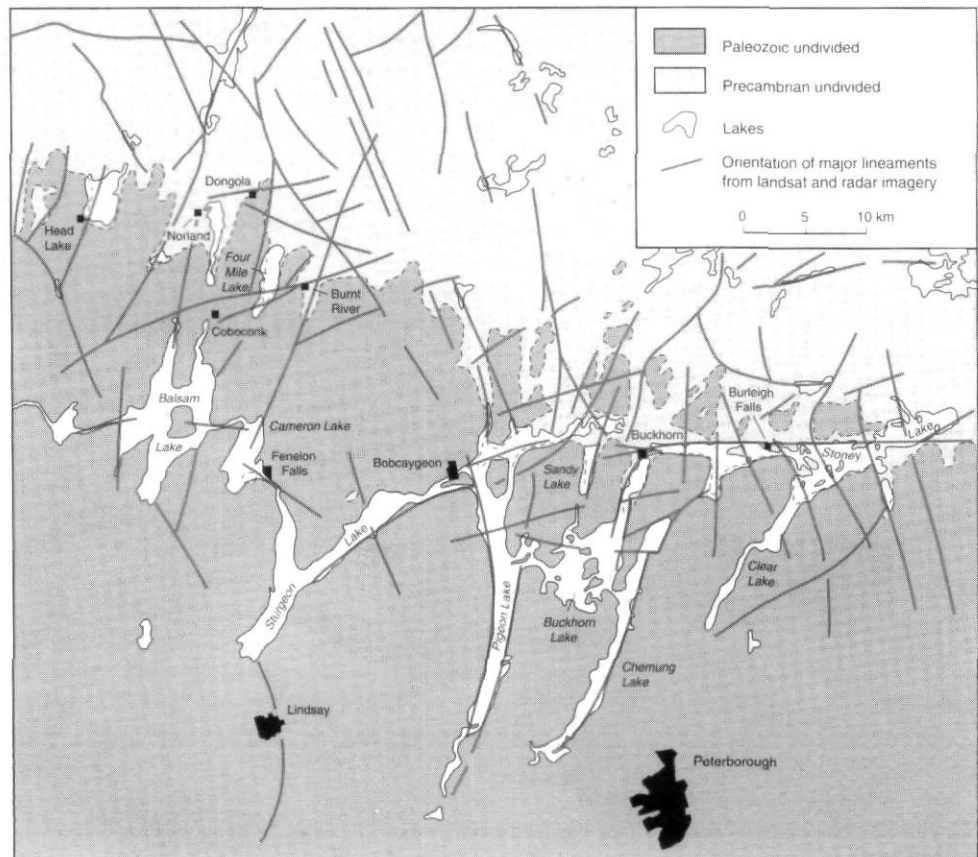 Paleozoic undivided
Precambrian undivided
Lakes
Orientation of major lineaments
from landsat and radar imagery
0 5 10 km
Dongola
Head
Lake
Norland
Four
Mile
Lake
Burnt
River
Coboconk
Balsam
Lake
Cameron Lake
Fenelon
Falls
Bobcaygeon
Sandy
Lake
Buckhorn
Burleigh
Falls
Stoney
Lake
Sturgeon
Lake
Pigeon Lake
Buckhorn
Lake
Clear
Lake
Chemung
Lake
Lindsay
Peterborough